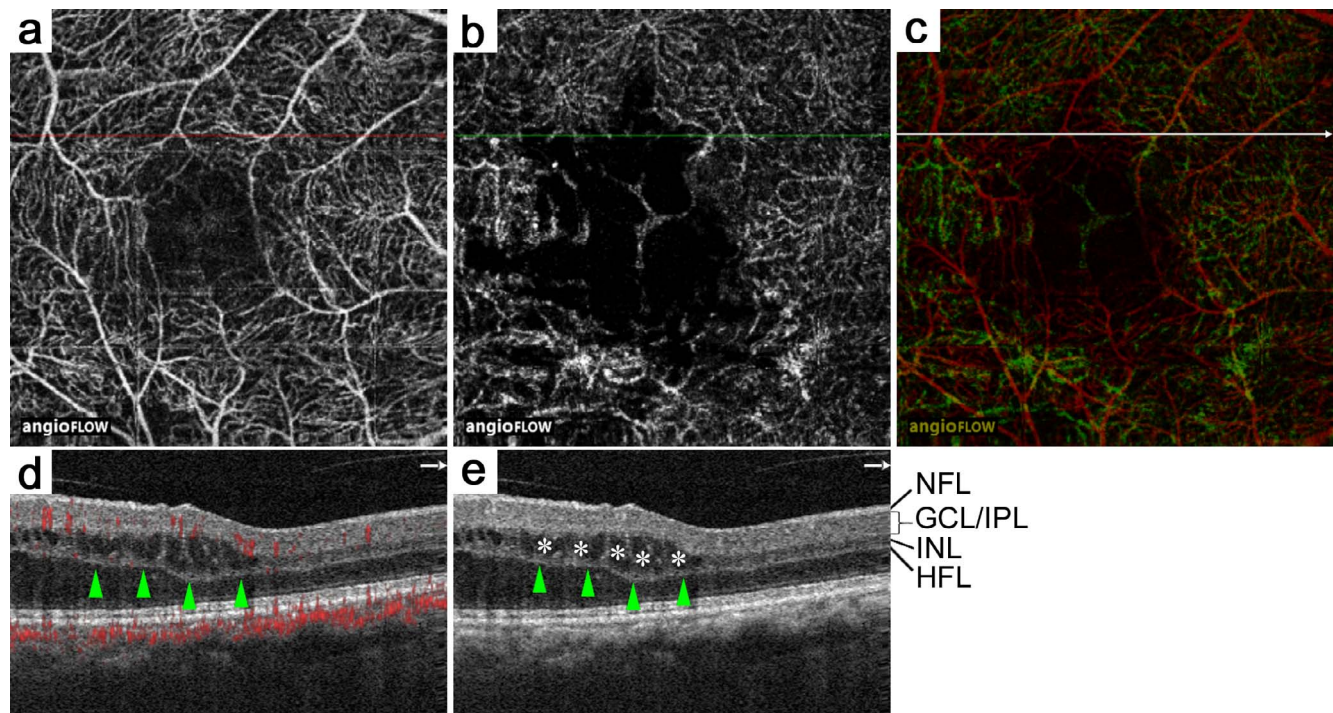 a
b
c
angioFLOW
angioFLOW
angioFLOW
d
e
* * * * *
NFL
GCL/IPL
INL
HFL